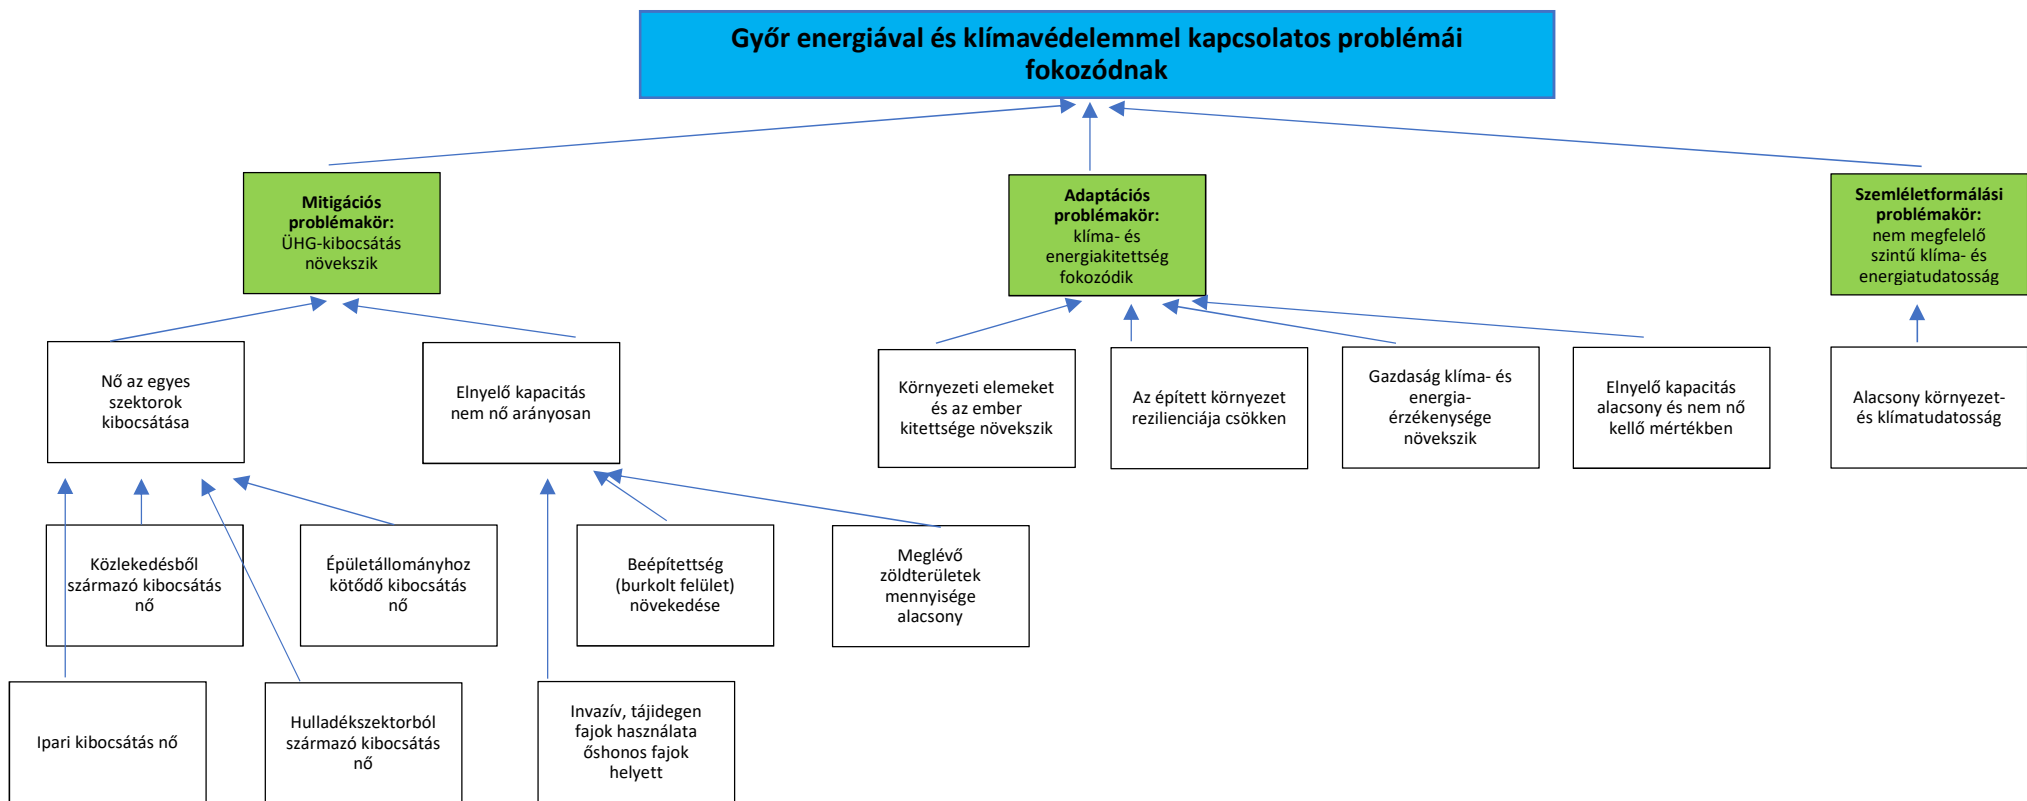 Győr energiával és klímavédelemmel kapcsolatos problémái
fokozódnak
Mitigációs
problémakör:
ÜHG-kibocsátás
növekszik
Adaptációs
problémakör:
klíma- és
energiakitettség
fokozódik
Szemléletformálási
problémakör:
nem megfelelő
szintű klíma- és
energiatudatosság
Nő az egyes
szektorok
kibocsátása
Elnyelő kapacitás
nem nő arányosan
Környezeti elemeket
és az ember
kitettsége növekszik
Az épített környezet
rezilienciája csökken
Gazdaság klíma- és
energia-
érzékenysége
növekszik
Elnyelő kapacitás
alacsony és nem nő
kellő mértékben
Alacsony környezet-
és klímatudatosság
Közlekedésből
származó kibocsátás
nő
Épületállományhoz
kötődő kibocsátás
nő
Beépítettség
(burkolt felület)
növekedése
Meglévő
zöldterületek
mennyisége
alacsony
Ipari kibocsátás nő
Hulladékszektorból
származó kibocsátás
nő
Invazív, tájidegen
fajok használata
őshonos fajok
helyett